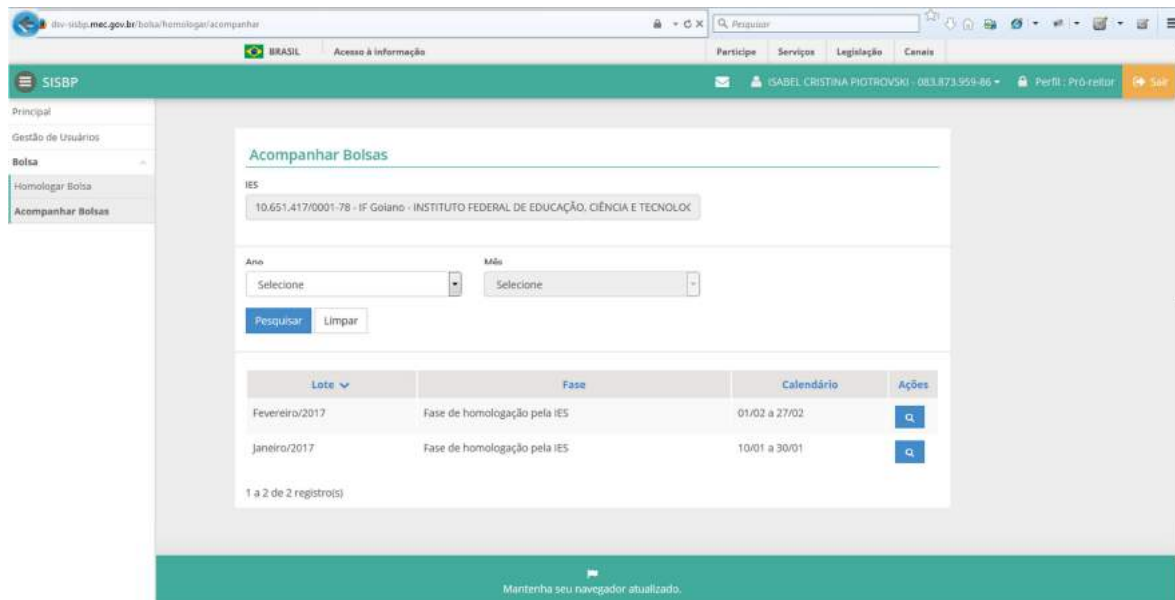 dsv-sisbp.mec.gov.br/bolsa/homologar/acompanhar
Pesquisar
BRASIL Acesso à informação Participe Serviços Legislação Canais
SISBP ISABEL CRISTINA PIOTROVSKI - 083.873.959-86 Perfil : Pró-reitor Sair
Principal
Gestão de Usuários
Bolsa
Homologar Bolsa
Acompanhar Bolsas
Acompanhar Bolsas
IES
10.651.417/0001-78 - IF Goiano - INSTITUTO FEDERAL DE EDUCAÇÃO, CIÊNCIA E TECNOLOG
Ano Mês
Selecione Selecione
Pesquisar Limpar
Lote Fase Calendário Ações
Fevereiro/2017 Fase de homologação pela IES 01/02 a 27/02
Janeiro/2017 Fase de homologação pela IES 10/01 a 30/01
1 a 2 de 2 registro(s)
Mantenha seu navegador atualizado.